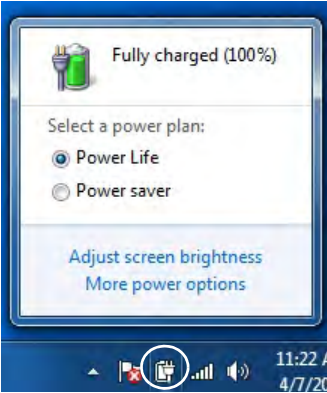 Fully charged (100%)
Select a power plan:
Power Life
Power saver
Adjust screen brightness
More power options
11:22
4/7/20